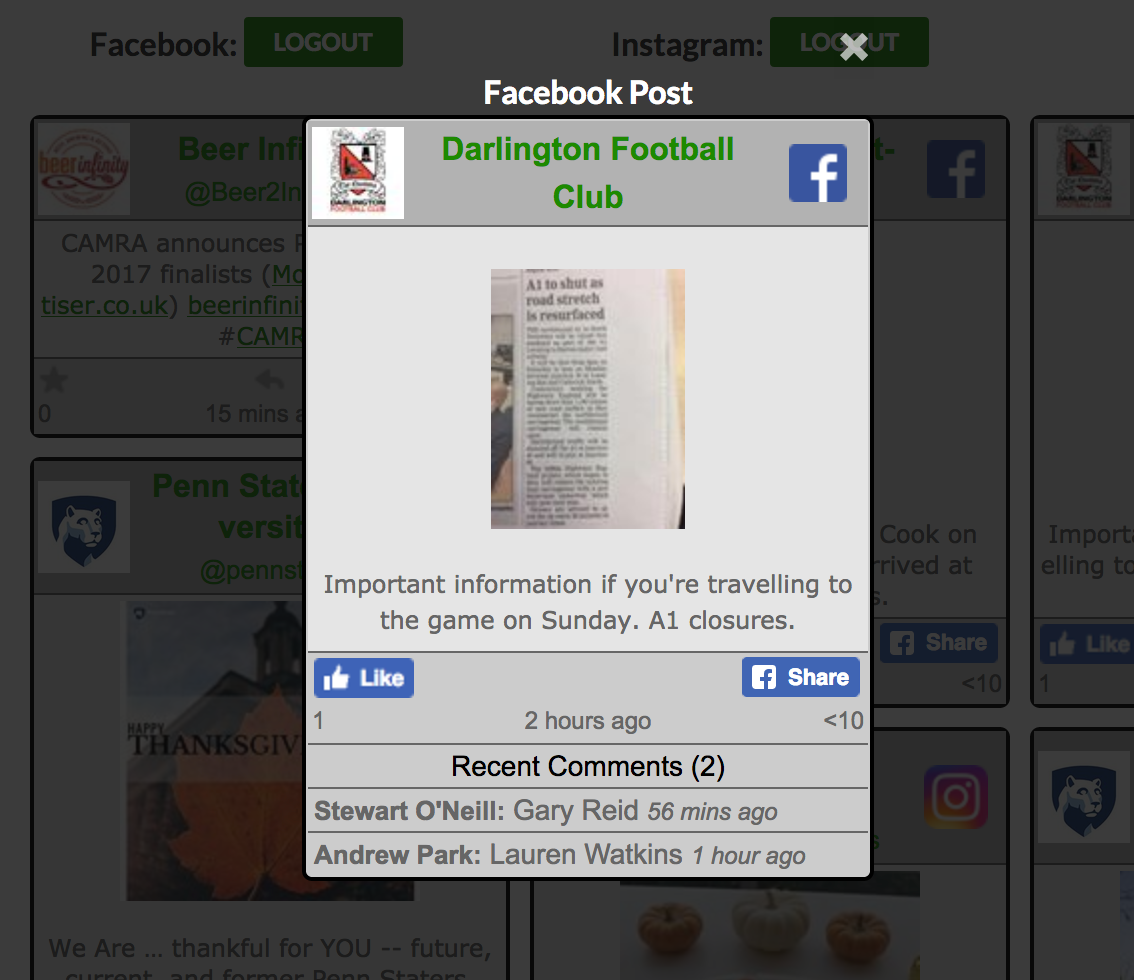 Facebook: LOGOUT
Instagram: LOGOUT
Facebook Post
beer infinity
Beer Infi
@Beer2In
CAMRA announces
2017 finalists (Mo
tiser.co.uk) beerinfini
#CAMR
0
15 mins a
Penn Stat
versit
@pennst
HAPPY
THANKSGIV
We Are … thankful for YOU -- future,
current, and former Penn Staters
DARLINGTON
FOOTBALL CLUB
Darlington Football
Club
A1 to shut as
road stretch
is resurfaced
Important information if you're travelling to
the game on Sunday. A1 closures.
Like
Share
1
2 hours ago
<10
Recent Comments (2)
Stewart O'Neill: Gary Reid 56 mins ago
Andrew Park: Lauren Watkins 1 hour ago
t-
Cook on
rrived at
s.
Share
<10
s
Importa
elling to
Like
1